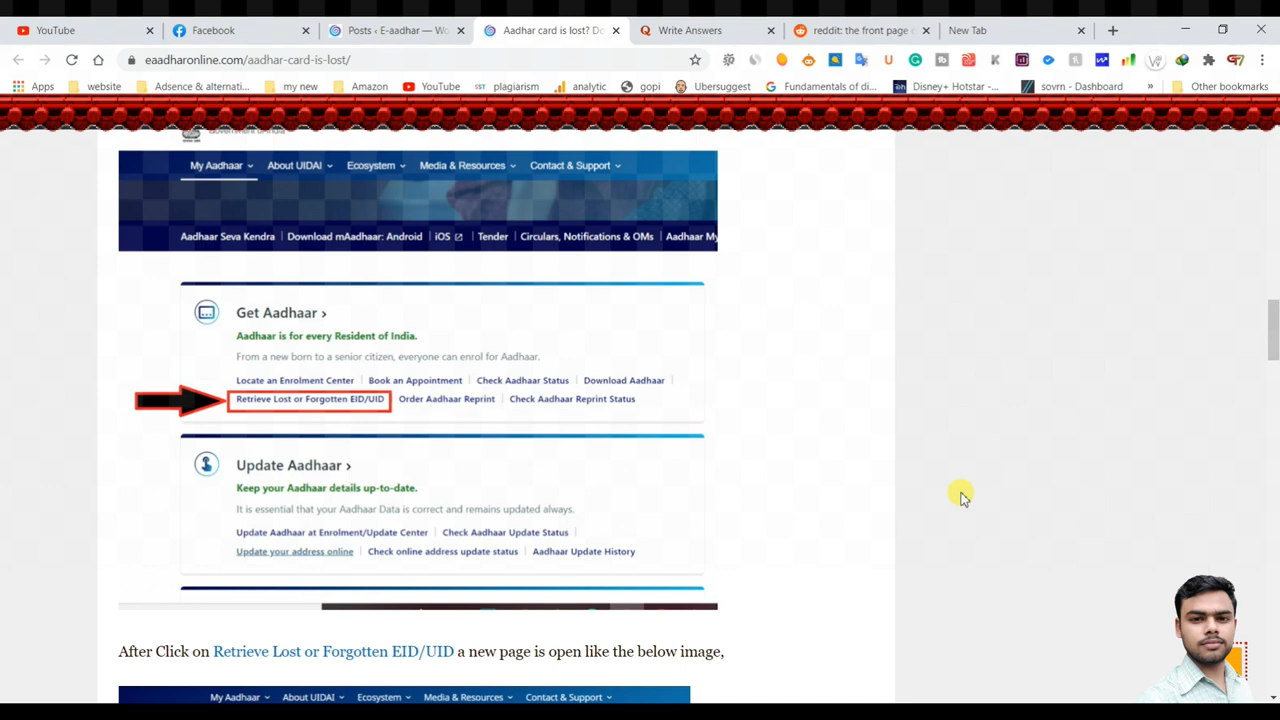 YouTube
Facebook
Posts ‹ E-aadhar — Wo
Aadhar card is lost? Do
Write Answers
reddit: the front page o
New Tab
eaadharonline.com/aadhar-card-is-lost/
Apps
website
Adsence & alternati...
my new
Amazon
YouTube
plagiarism
analytic
gopi
Ubersuggest
Fundamentals of di...
Disney+ Hotstar -...
sovrn - Dashboard
»
Other bookmarks
Government of India
My Aadhaar
About UIDAI
Ecosystem
Media & Resources
Contact & Support
Aadhaar Seva Kendra
Download mAadhaar: Android
iOS
Tender
Circulars, Notifications & OMs
Aadhaar My
Get Aadhaar ›
Aadhaar is for every Resident of India.
From a new born to a senior citizen, everyone can enrol for Aadhaar.
Locate an Enrolment Center | Book an Appointment | Check Aadhaar Status | Download Aadhaar |
Retrieve Lost or Forgotten EID/UID | Order Aadhaar Reprint | Check Aadhaar Reprint Status
Update Aadhaar ›
Keep your Aadhaar details up-to-date.
It is essential that your Aadhaar Data is correct and remains updated always.
Update Aadhaar at Enrolment/Update Center | Check Aadhaar Update Status |
Update your address online | Check online address update status | Aadhaar Update History
After Click on Retrieve Lost or Forgotten EID/UID a new page is open like the below image,
My Aadhaar
About UIDAI
Ecosystem
Media & Resources
Contact & Support